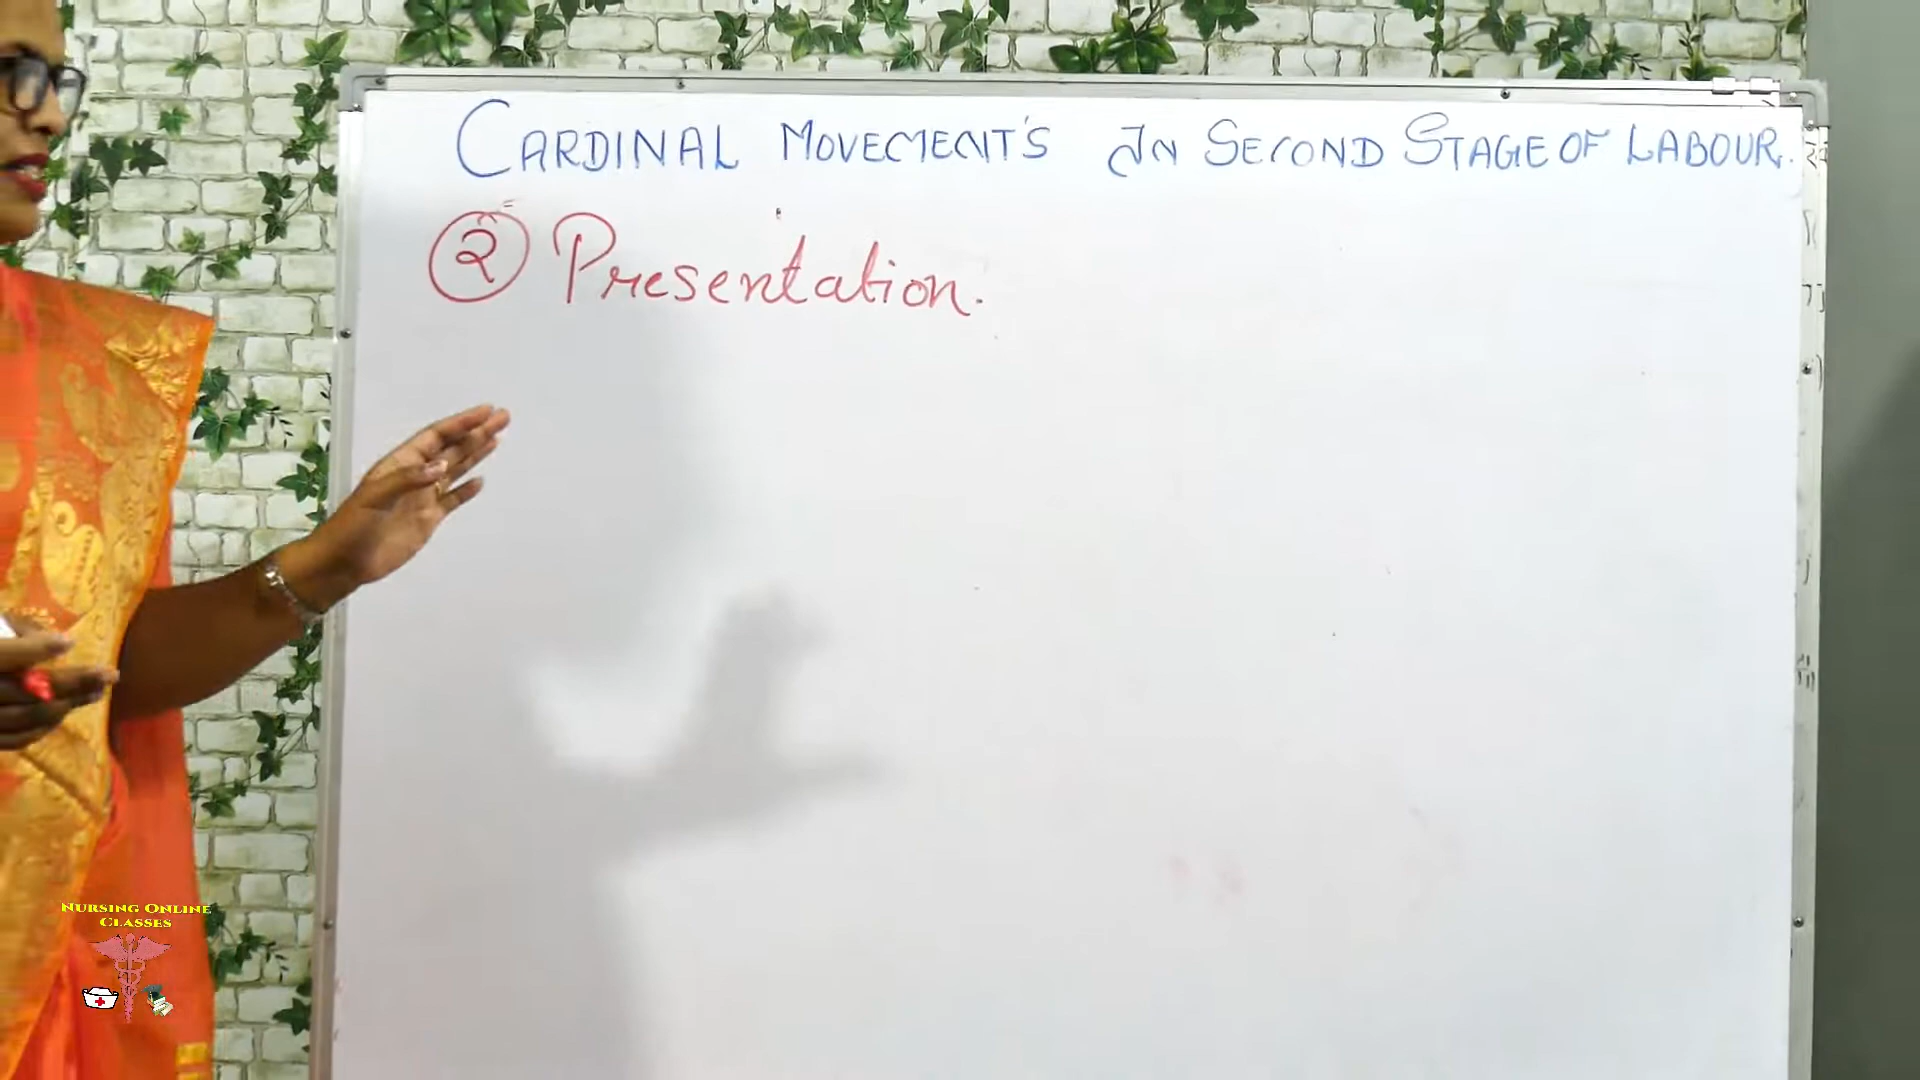 CARDINAL MOVEMENT'S IN SECOND STAGE OF LABOUR.
② Presentation.
NURSING ONLINE
CLASSES